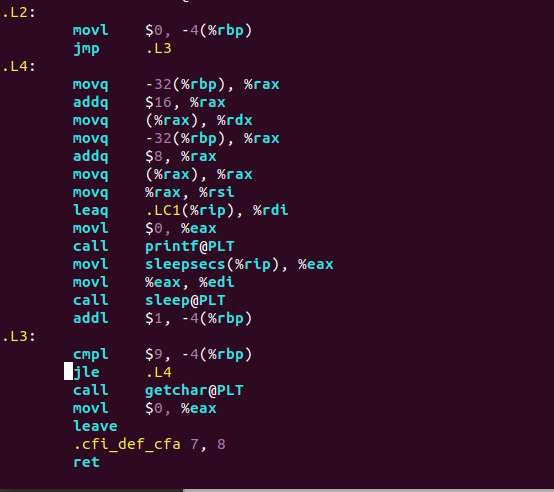 .L2:
movl $0, -4(%rbp)
jmp .L3
.L4:
movq -32(%rbp), %rax
addq $16, %rax
movq (%rax), %rdx
movq -32(%rbp), %rax
addq $8, %rax
movq (%rax), %rax
movq %rax, %rsi
leaq .LC1(%rip), %rdi
movl $0, %eax
call printf@PLT
movl sleepsecs(%rip), %eax
movl %eax, %edi
call sleep@PLT
addl $1, -4(%rbp)
.L3:
cmpl $9, -4(%rbp)
jle .L4
call getchar@PLT
movl $0, %eax
leave
.cfi_def_cfa 7, 8
ret